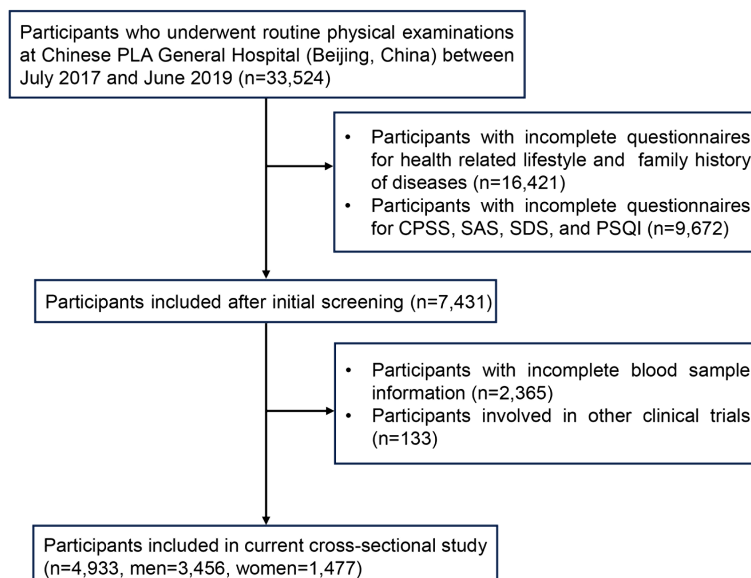 Participants who underwent routine physical examinations
at Chinese PLA General Hospital (Beijing, China) between
July 2017 and June 2019 (n=33,524)
• Participants with incomplete questionnaires
for health related lifestyle and family history
of diseases (n=16,421)
• Participants with incomplete questionnaires
for CPSS, SAS, SDS, and PSQI (n=9,672)
Participants included after initial screening (n=7,431)
• Participants with incomplete blood sample
information (n=2,365)
• Participants involved in other clinical trials
(n=133)
Participants included in current cross-sectional study
(n=4,933, men=3,456, women=1,477)